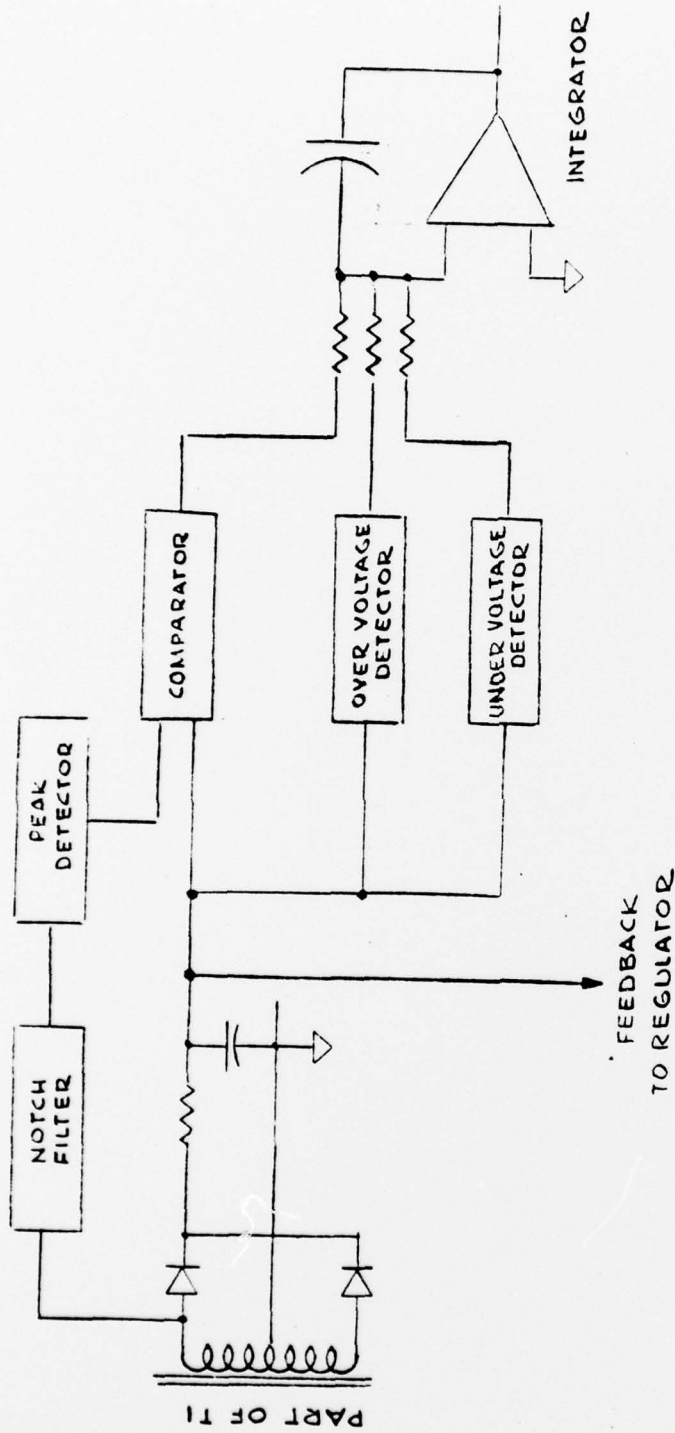 PART OF T1
NOTCH
FILTER
PEAK
DETECTOR
COMPARATOR
OVER VOLTAGE
DETECTOR
UNDER VOLTAGE
DETECTOR
INTEGRATOR
FEEDBACK
TO REGULATOR